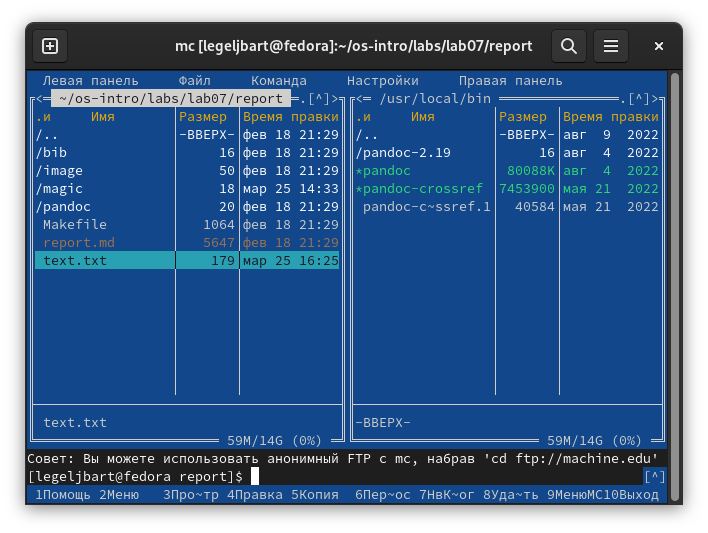 mc [legeljbart@fedora]:~/os-intro/labs/lab07/report
Левая панель Файл Команда Настройки Правая панель
<─ ~/os-intro/labs/lab07/report ─.[^]> <─ /usr/local/bin ─.[^]>
.и Имя Размер Время правки .и Имя Размер Время правки
/.. -ВВЕРХ- фев 18 21:29 /.. -ВВЕРХ- авг 9 2022
/bib 16 фев 18 21:29 /pandoc-2.19 16 авг 4 2022
/image 50 фев 18 21:29 *pandoc 80088K авг 4 2022
/magic 18 мар 25 14:33 *pandoc-crossref 7453900 мая 21 2022
/pandoc 20 фев 18 21:29 pandoc-c~ssref.1 40584 мая 21 2022
Makefile 1064 фев 18 21:29
report.md 5647 фев 18 21:29
text.txt 179 мар 25 16:25
text.txt -ВВЕРХ-
59M/14G (0%) 59M/14G (0%)
Совет: Вы можете использовать анонимный FTP с mc, набрав 'cd ftp://machine.edu'
[legeljbart@fedora report]$ [^]
1Помощь 2Меню 3Про~тр 4Правка 5Копия 6Пер~ос 7НвК~ог 8Уда~ть 9МенюMC10Выход